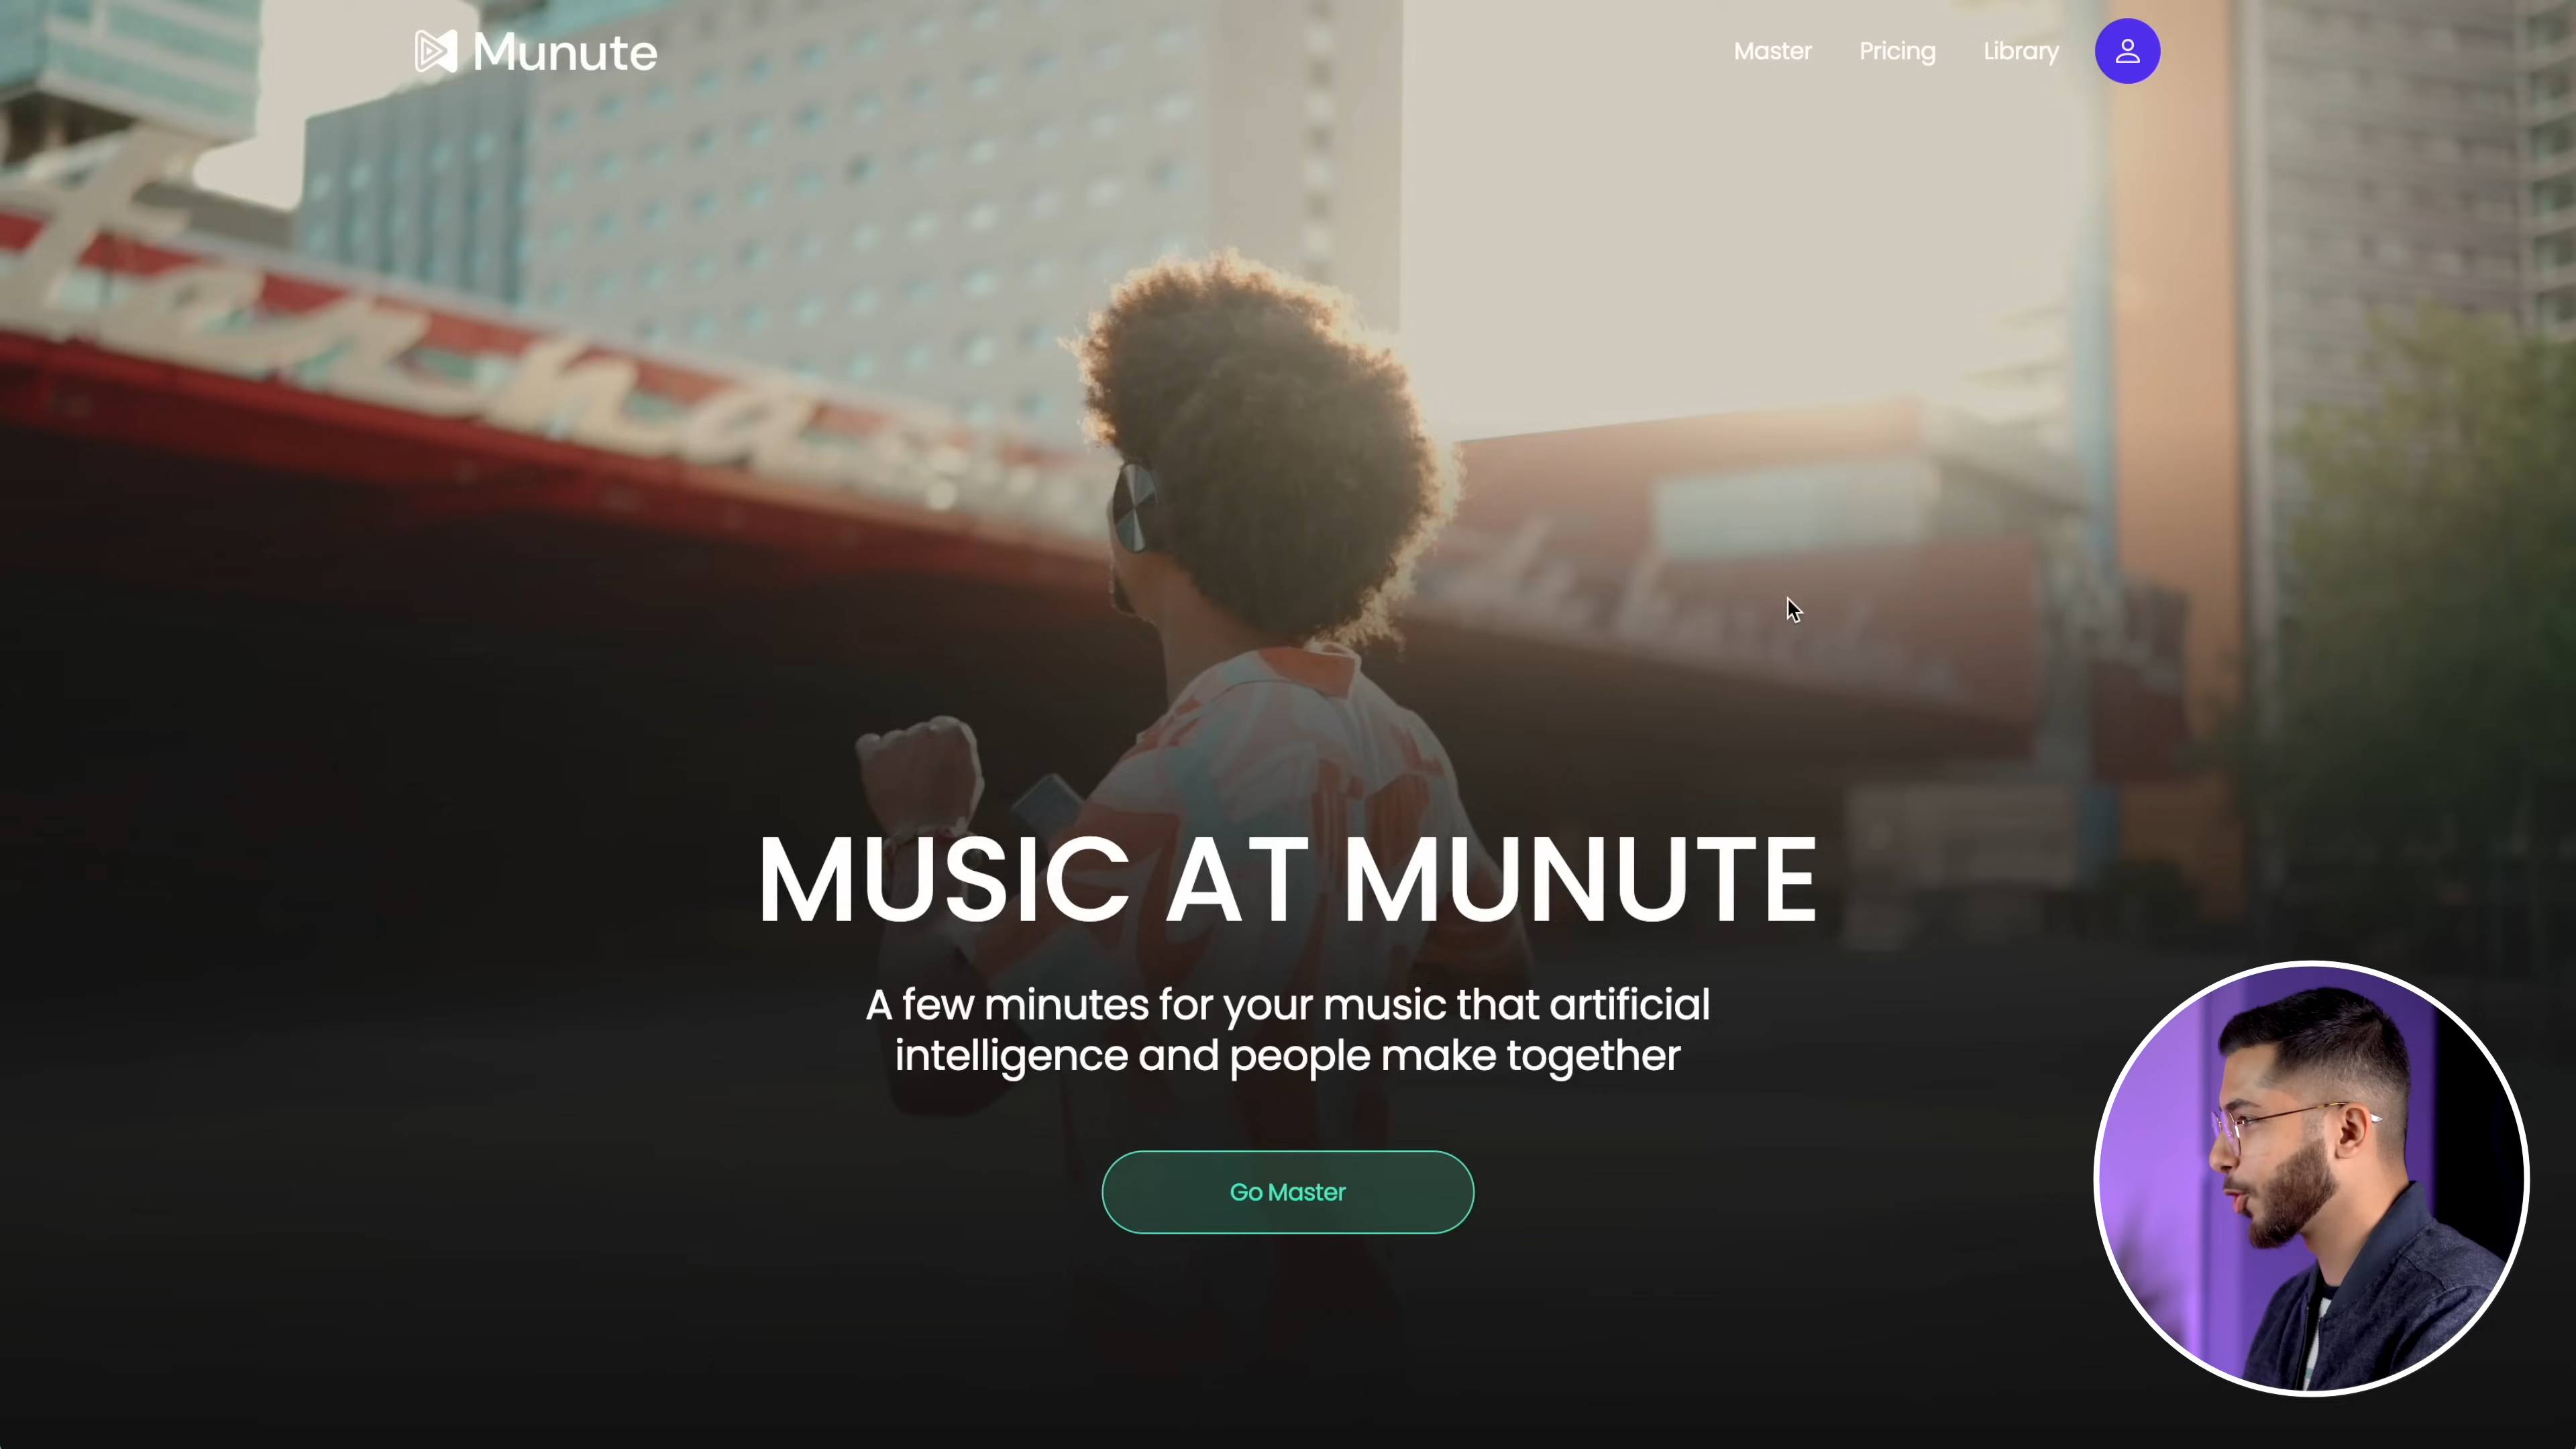 Munute
Master
Pricing
Library
MUSIC AT MUNUTE
A few minutes for your music that artificial
intelligence and people make together
Go Master